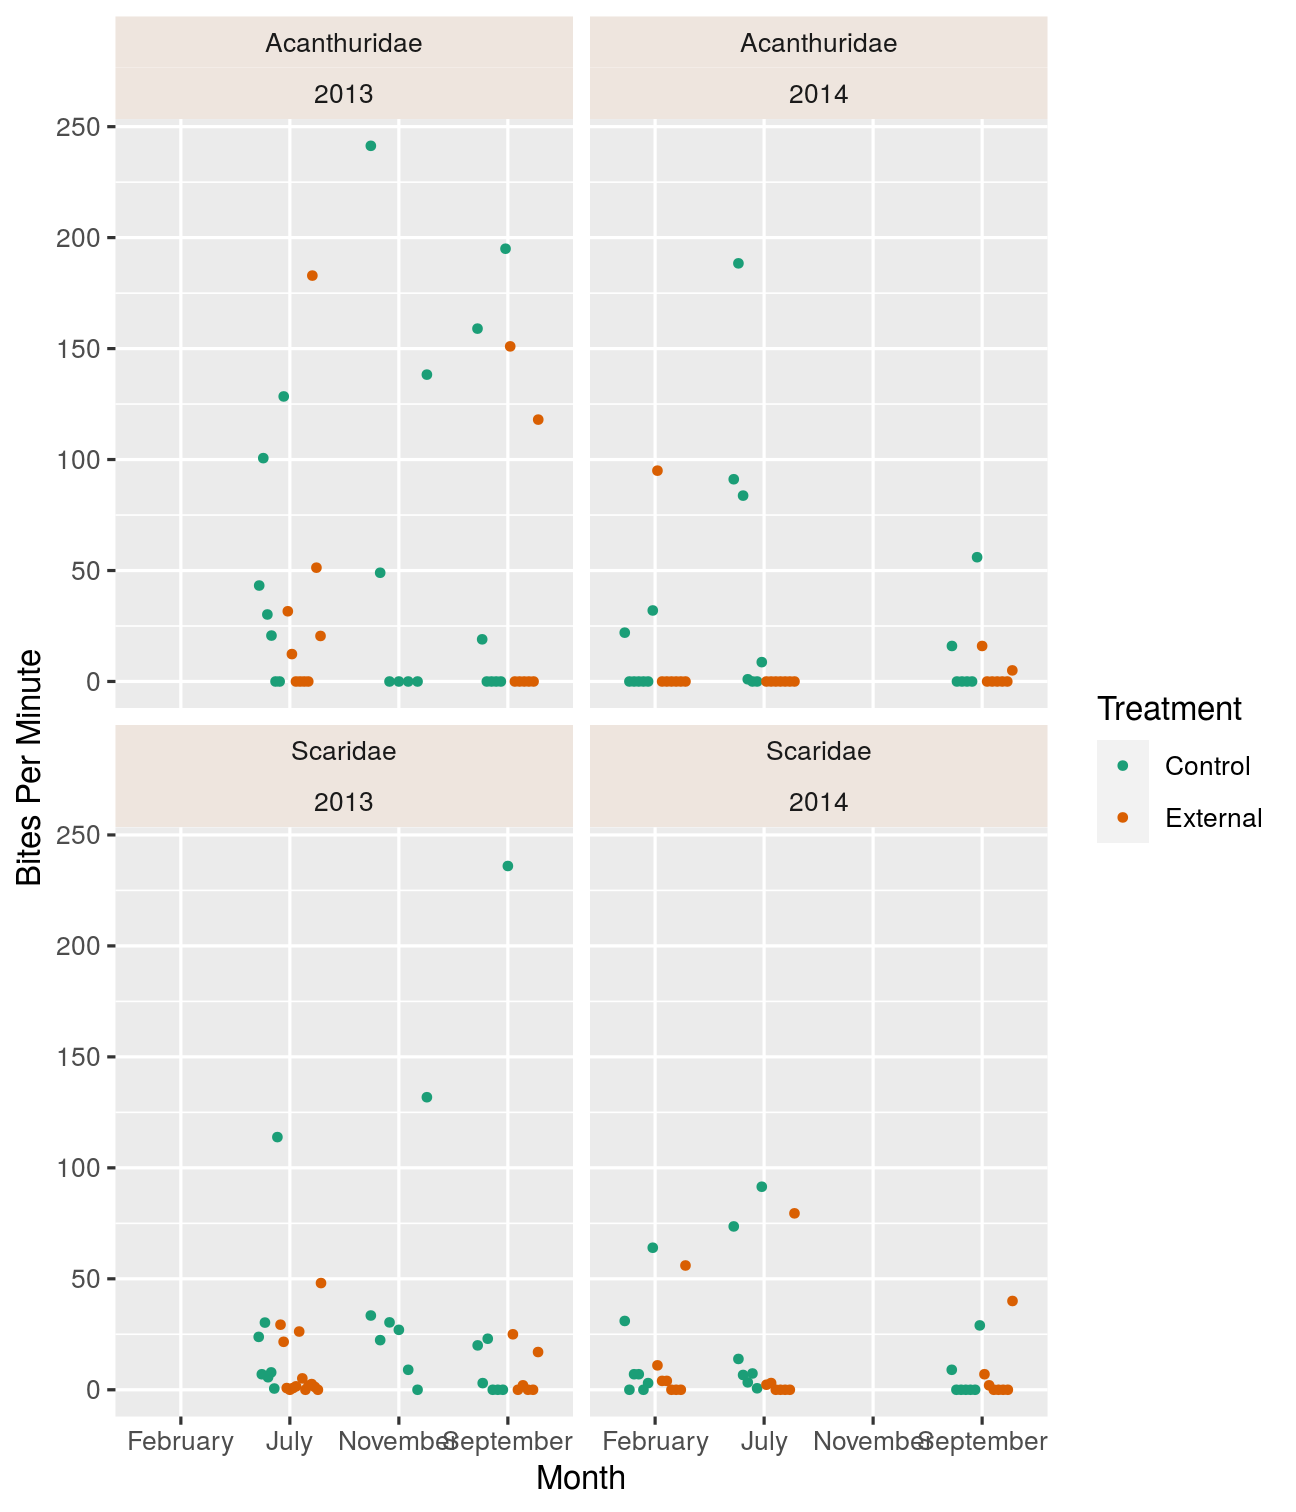 Acanthuridae
2013
Acanthuridae
2014
250
200
150
100
50
0
Scaridae
2013
Scaridae
2014
250
200
150
100
50
0
February
July
November
September
February
July
November
September
Month
Bites Per Minute
Treatment
Control
External